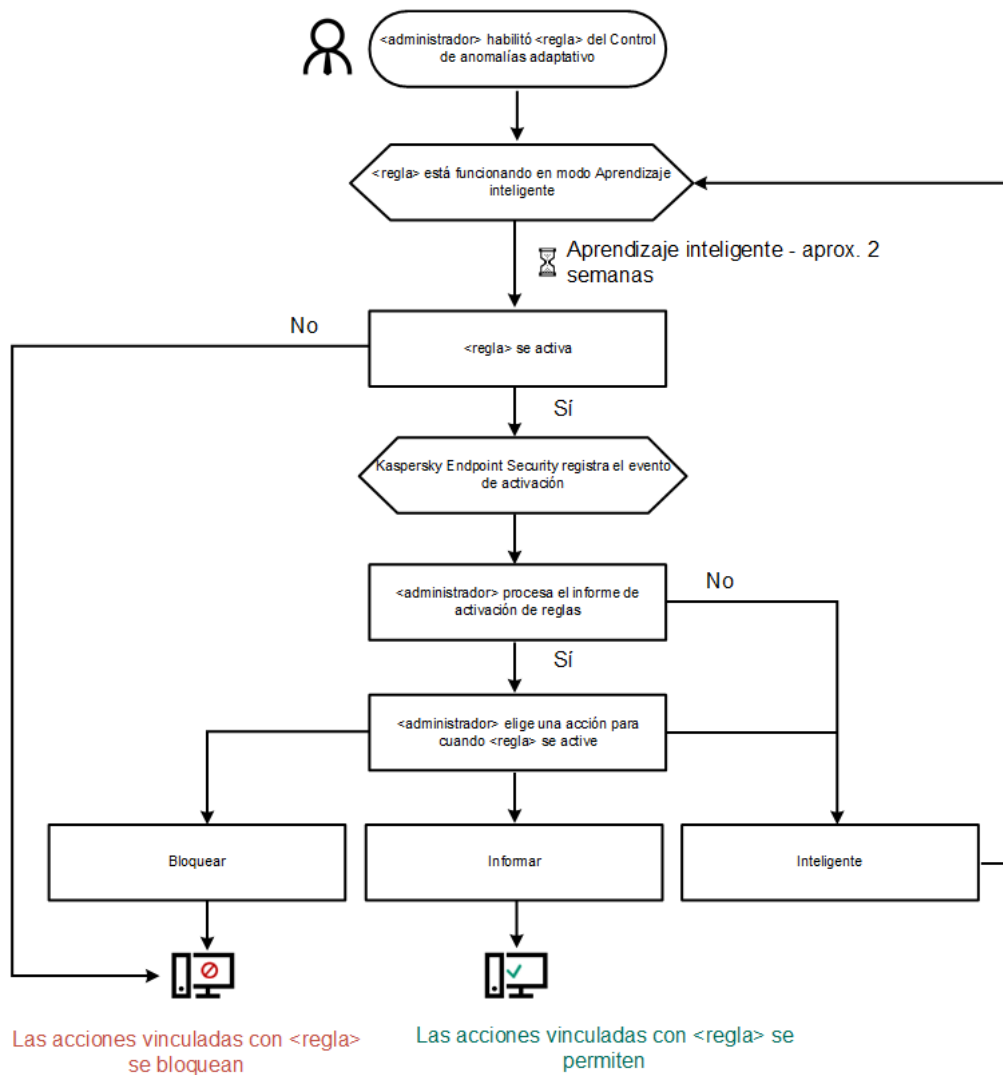 <administrador> habilitó <regla> del Control
de anomalías adaptativo
<regla> está funcionando en modo Aprendizaje
inteligente
Aprendizaje inteligente - aprox. 2
semanas
No
<regla> se activa
Sí
Kaspersky Endpoint Security registra el evento
de activación
<administrador> procesa el informe de
activación de reglas
No
Sí
<administrador> elige una acción para
cuando <regla> se active
Bloquear
Informar
Inteligente
Las acciones vinculadas con <regla>
se bloquean
Las acciones vinculadas con <regla> se
permiten